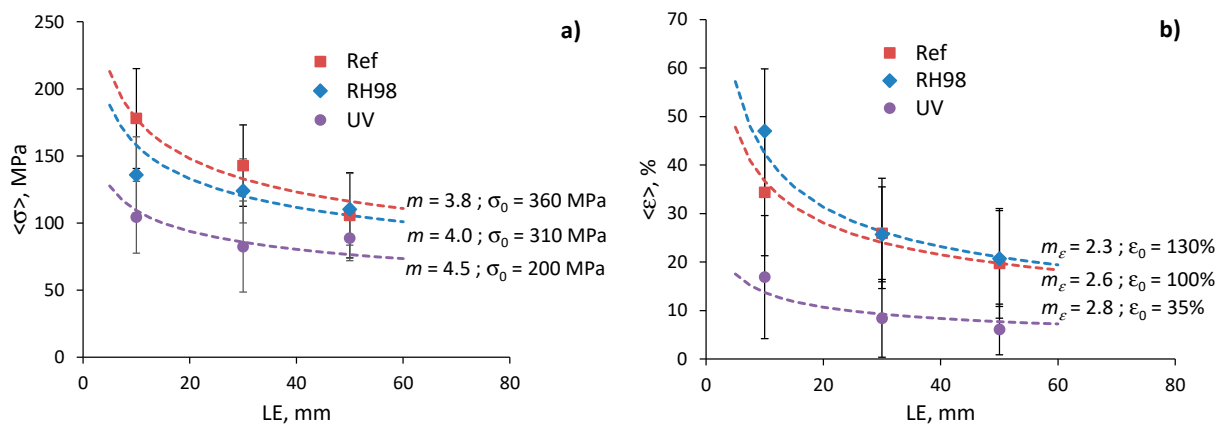 a)
<σ>, MPa
250
200
150
100
50
0
0 20 40 60 80
LE, mm
Ref
RH98
UV
m = 3.8 ; σ₀ = 360 MPa
m = 4.0 ; σ₀ = 310 MPa
m = 4.5 ; σ₀ = 200 MPa
b)
<ε>, %
70
60
50
40
30
20
10
0
0 20 40 60 80
LE, mm
Ref
RH98
UV
mε = 2.3 ; ε₀ = 130%
mε = 2.6 ; ε₀ = 100%
mε = 2.8 ; ε₀ = 35%